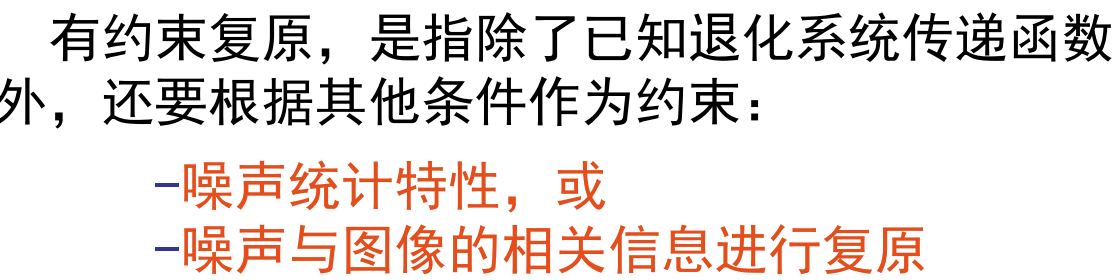 有约束复原，是指除了已知退化系统传递函数
外，还要根据其他条件作为约束：
–噪声统计特性，或
–噪声与图像的相关信息进行复原